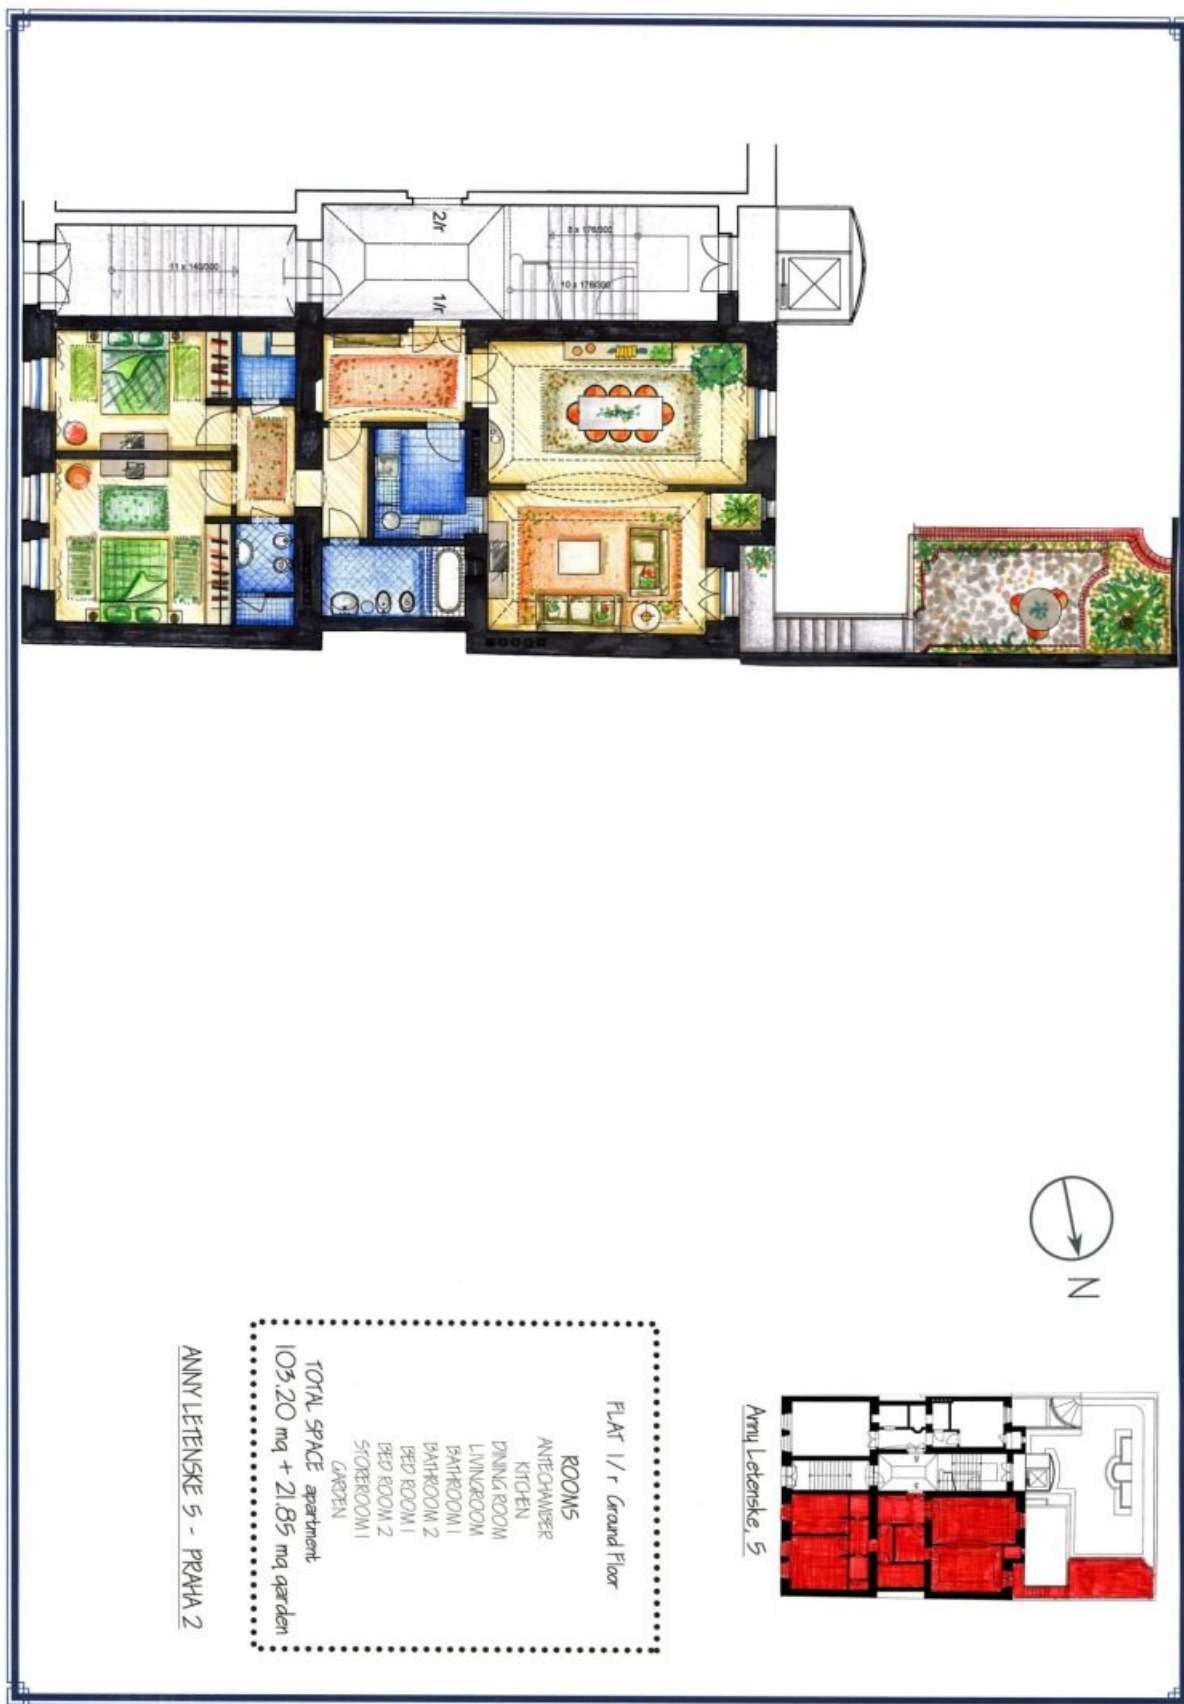 2/r
1/r
11 x 140/300
8 x 176/300
10 x 176/300
N
Anny Letenske, 5
FLAT 1/r Ground Floor
ROOMS
ANTECHAMBER
KITCHEN
DINING ROOM
LIVINGROOM
BATHROOM 1
BATHROOM 2
BED ROOM 1
BED ROOM 2
STOREROOM 1
GARDEN
TOTAL SPACE apartment
103.20 mq + 21.85 mq garden
ANNY LETENSKE 5 - PRAHA 2